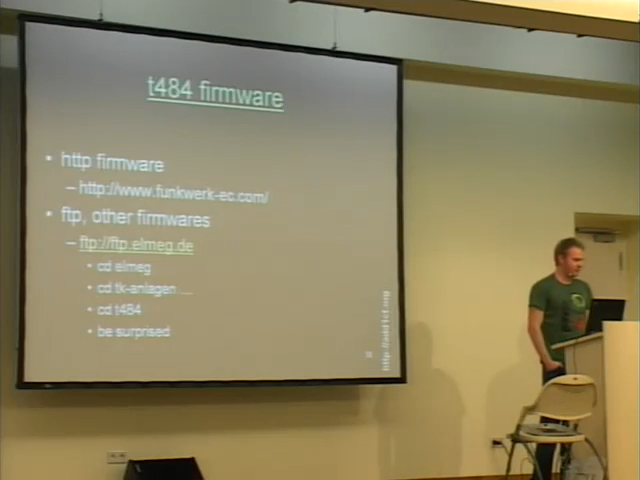 t484 firmware
• http firmware
– http://www.funkwerk-ec.com/
• ftp, other firmwares
– ftp://ftp.elmeg.de
• cd elmeg
• cd tk-anlagen ...
• cd t484
• be surprised